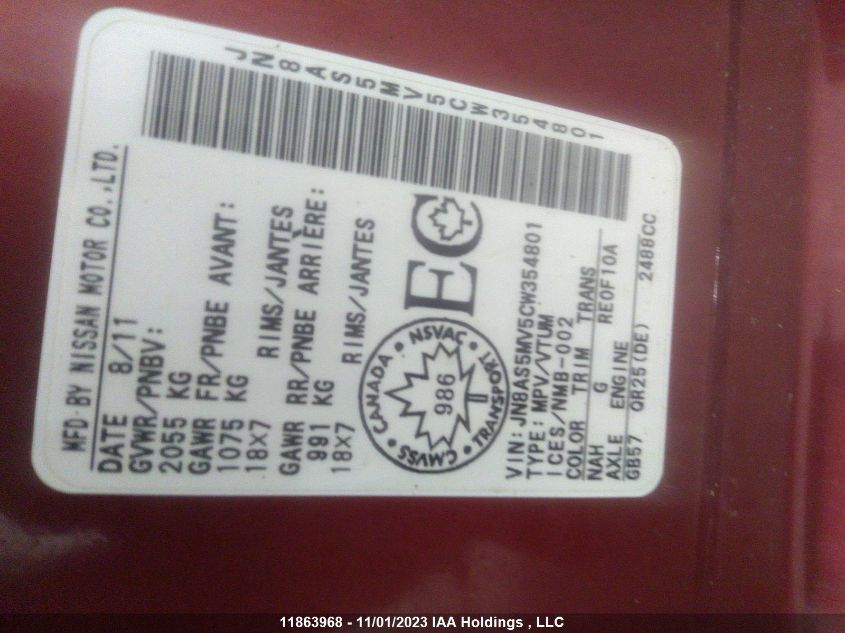 JN8AS5MV5CW354801
MFD BY NISSAN MOTOR CO.,LTD.
DATE 8/11
GVWR/PNBV:
2055 KG
GAWR FR/PNBE AVANT:
1075 KG
18X7 RIMS/JANTES
GAWR RR/PNBE ARRIÈRE:
991 KG
18X7 RIMS/JANTES
CANADA • NSVAC • TRANSPORT • CMVSS •
986
EC
VIN: JN8AS5MV5CW354801
TYPE: MPV/VTUM
ICES/NMB-002
COLOR TRIM TRANS
NAH G RE0F10A
AXLE ENGINE
GB57 QR25(DE) 2488CC
11863968 - 11/01/2023 IAA Holdings , LLC